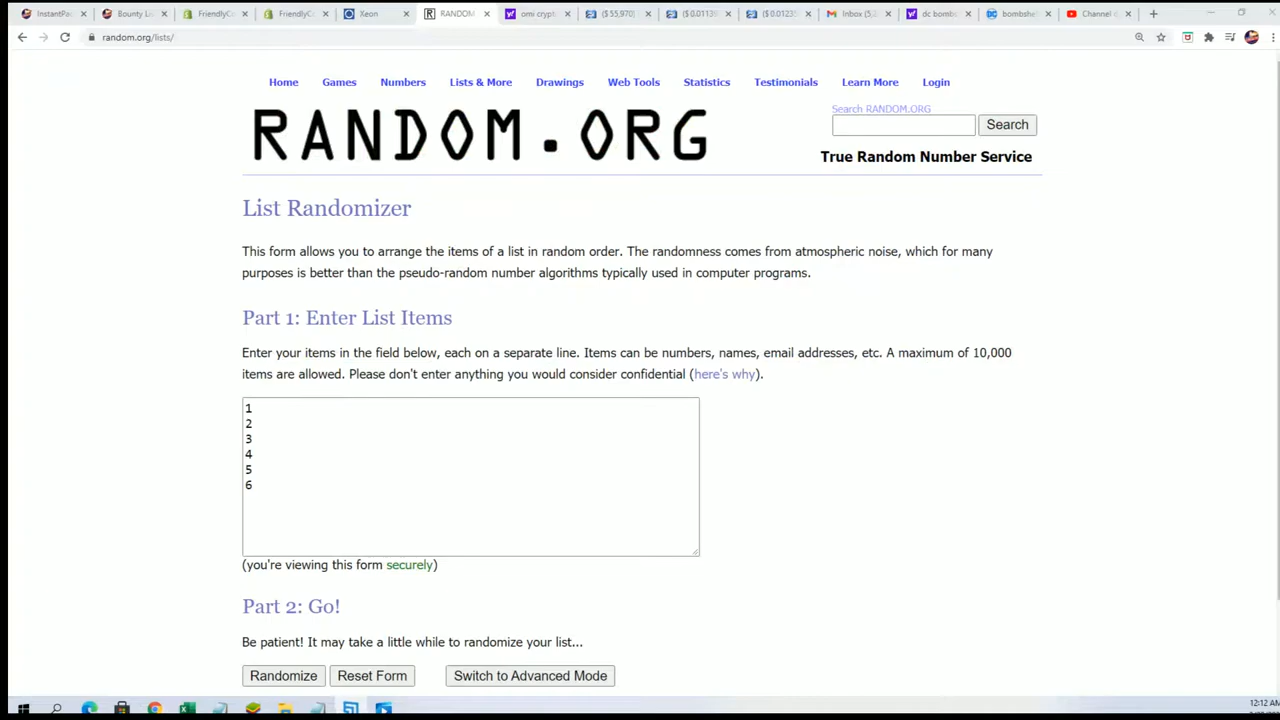 InstantPac
Bounty Li
FriendlyCa
FriendlyC
Xeon
RANDOM
omi crypt
($55,970)
($0.01139
($0.01235
Inbox (5,
dc bomb
bombshe
Channel c
random.org/lists/
Home Games Numbers Lists & More Drawings Web Tools Statistics Testimonials Learn More Login
RANDOM.ORG
Search RANDOM.ORG
Search
True Random Number Service
List Randomizer
This form allows you to arrange the items of a list in random order. The randomness comes from atmospheric noise, which for many
purposes is better than the pseudo-random number algorithms typically used in computer programs.
Part 1: Enter List Items
Enter your items in the field below, each on a separate line. Items can be numbers, names, email addresses, etc. A maximum of 10,000
items are allowed. Please don't enter anything you would consider confidential (here's why).
1
2
3
4
5
6
(you're viewing this form securely)
Part 2: Go!
Be patient! It may take a little while to randomize your list...
Randomize Reset Form Switch to Advanced Mode
12:12 AM